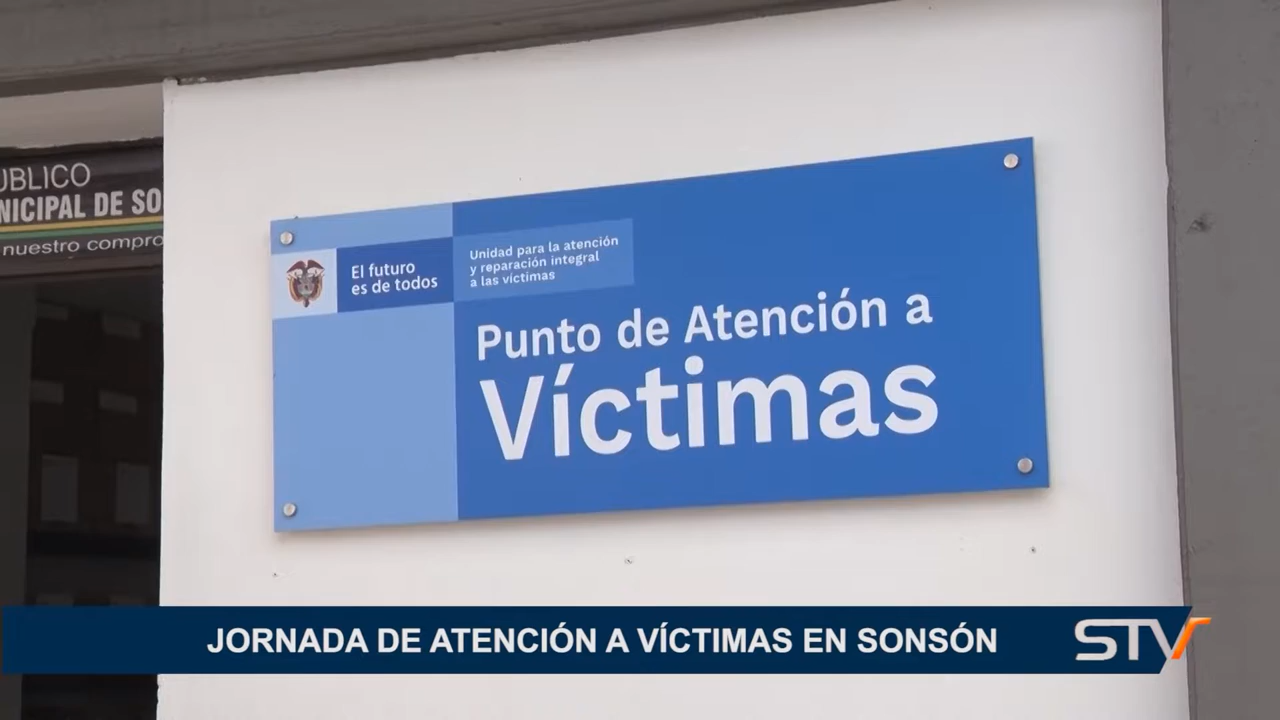 ÚBLICO
NICIPAL DE SO
nuestro compro
El futuro
es de todos
Unidad para la atención
y reparación integral
a las víctimas
Punto de Atención a
Víctimas
JORNADA DE ATENCIÓN A VÍCTIMAS EN SONSÓN
STV